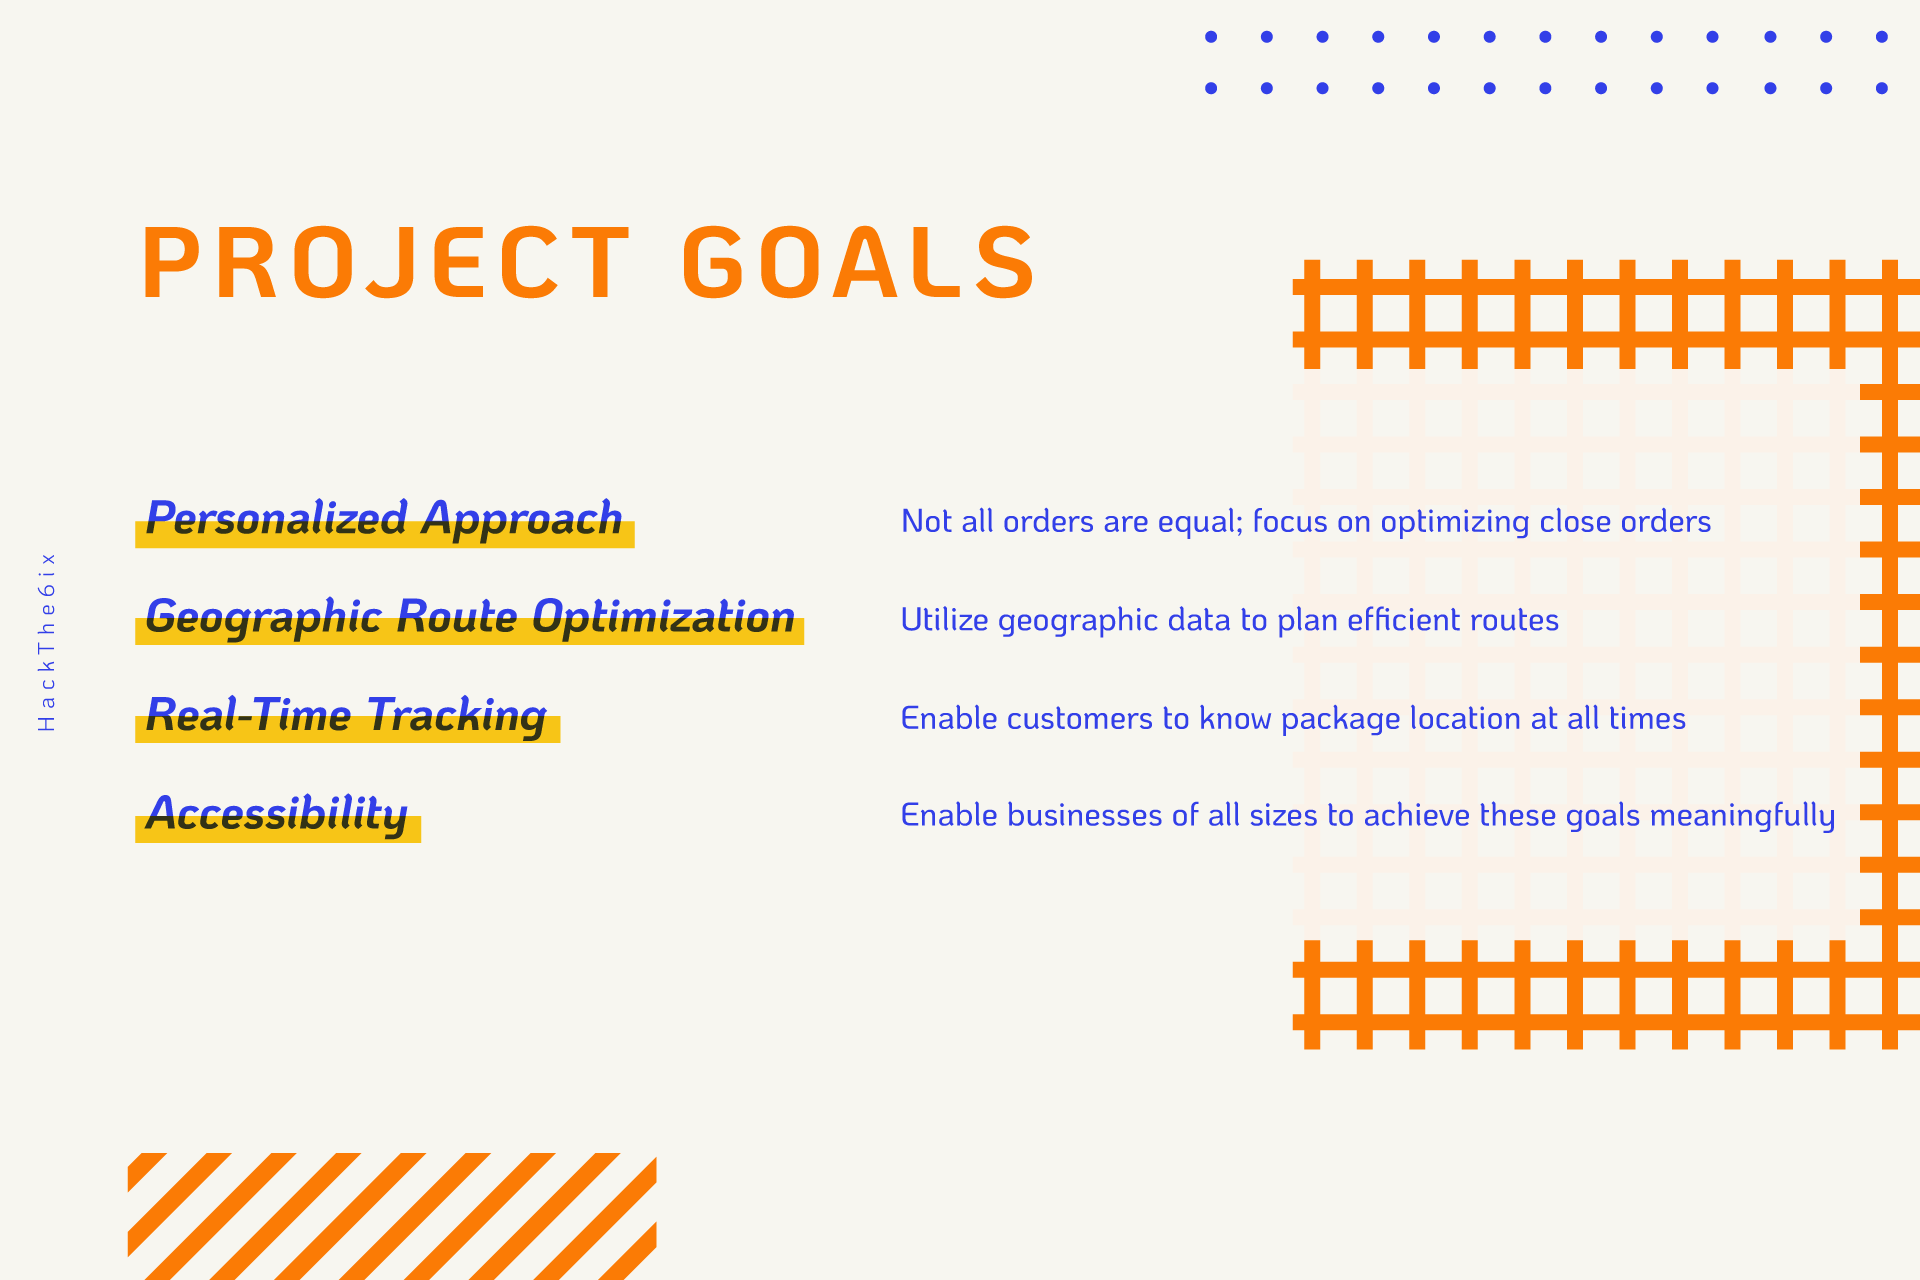 PROJECT GOALS
Personalized Approach
Not all orders are equal; focus on optimizing close orders
Geographic Route Optimization
Utilize geographic data to plan efficient routes
Real-Time Tracking
Enable customers to know package location at all times
Accessibility
Enable businesses of all sizes to achieve these goals meaningfully
HackThe6ix